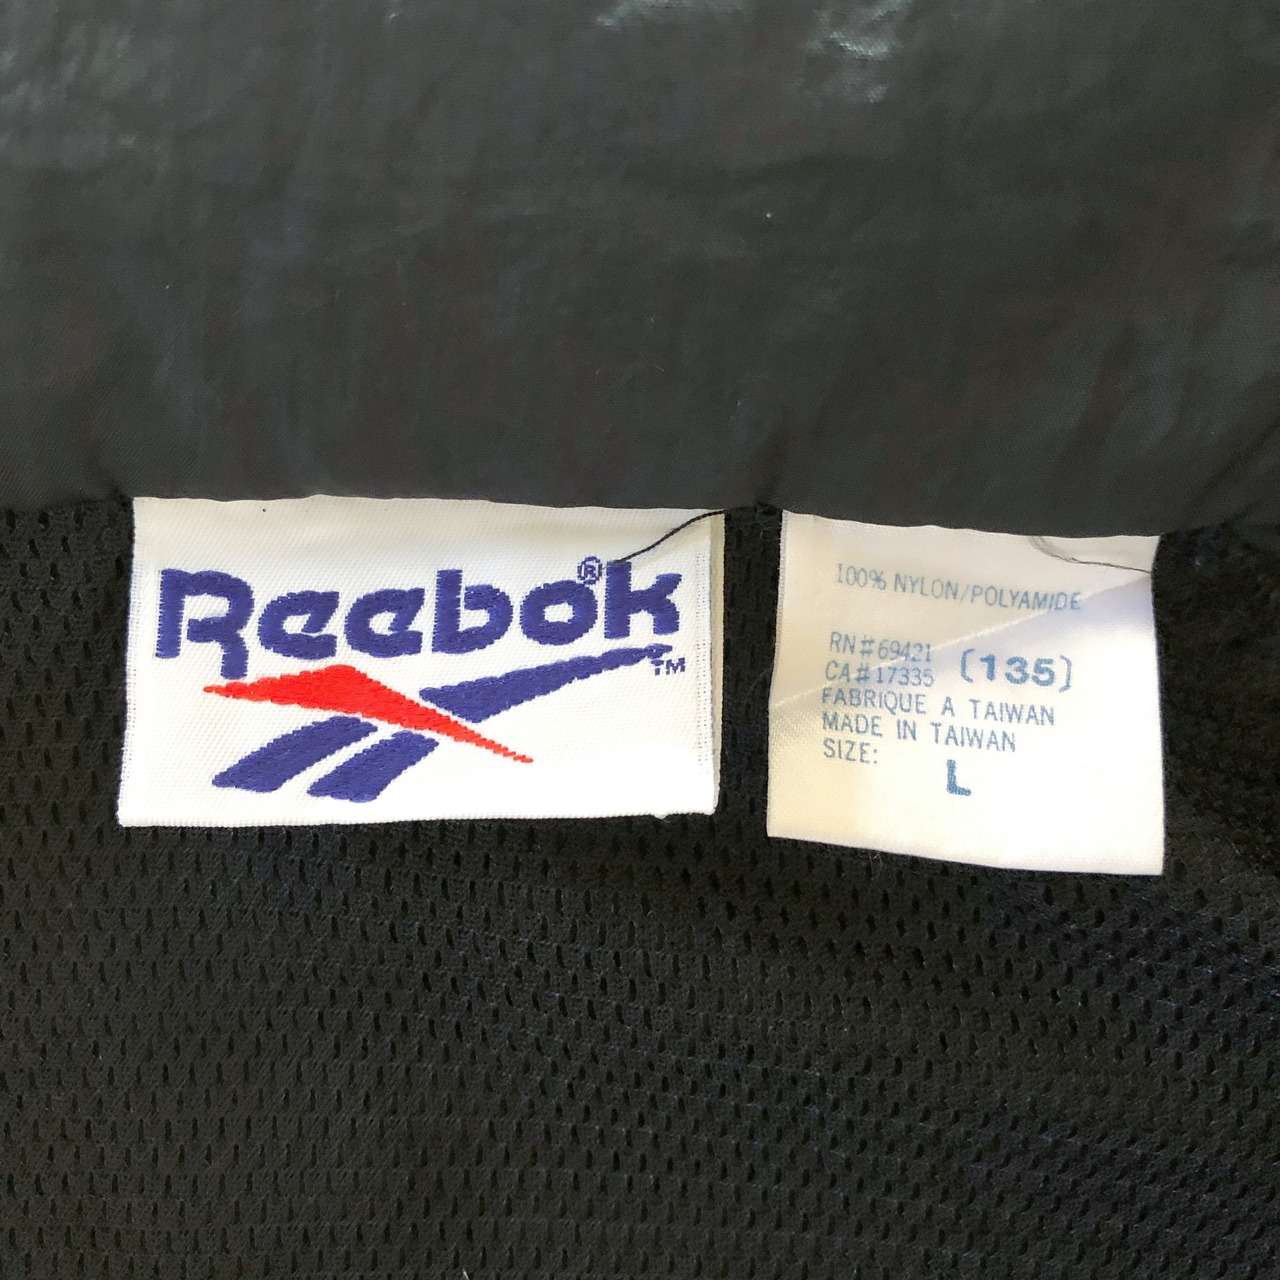 Reebok®
TM
100% NYLON/POLYAMIDE
RN#69421
CA#17335 (135)
FABRIQUE A TAIWAN
MADE IN TAIWAN
SIZE:
L